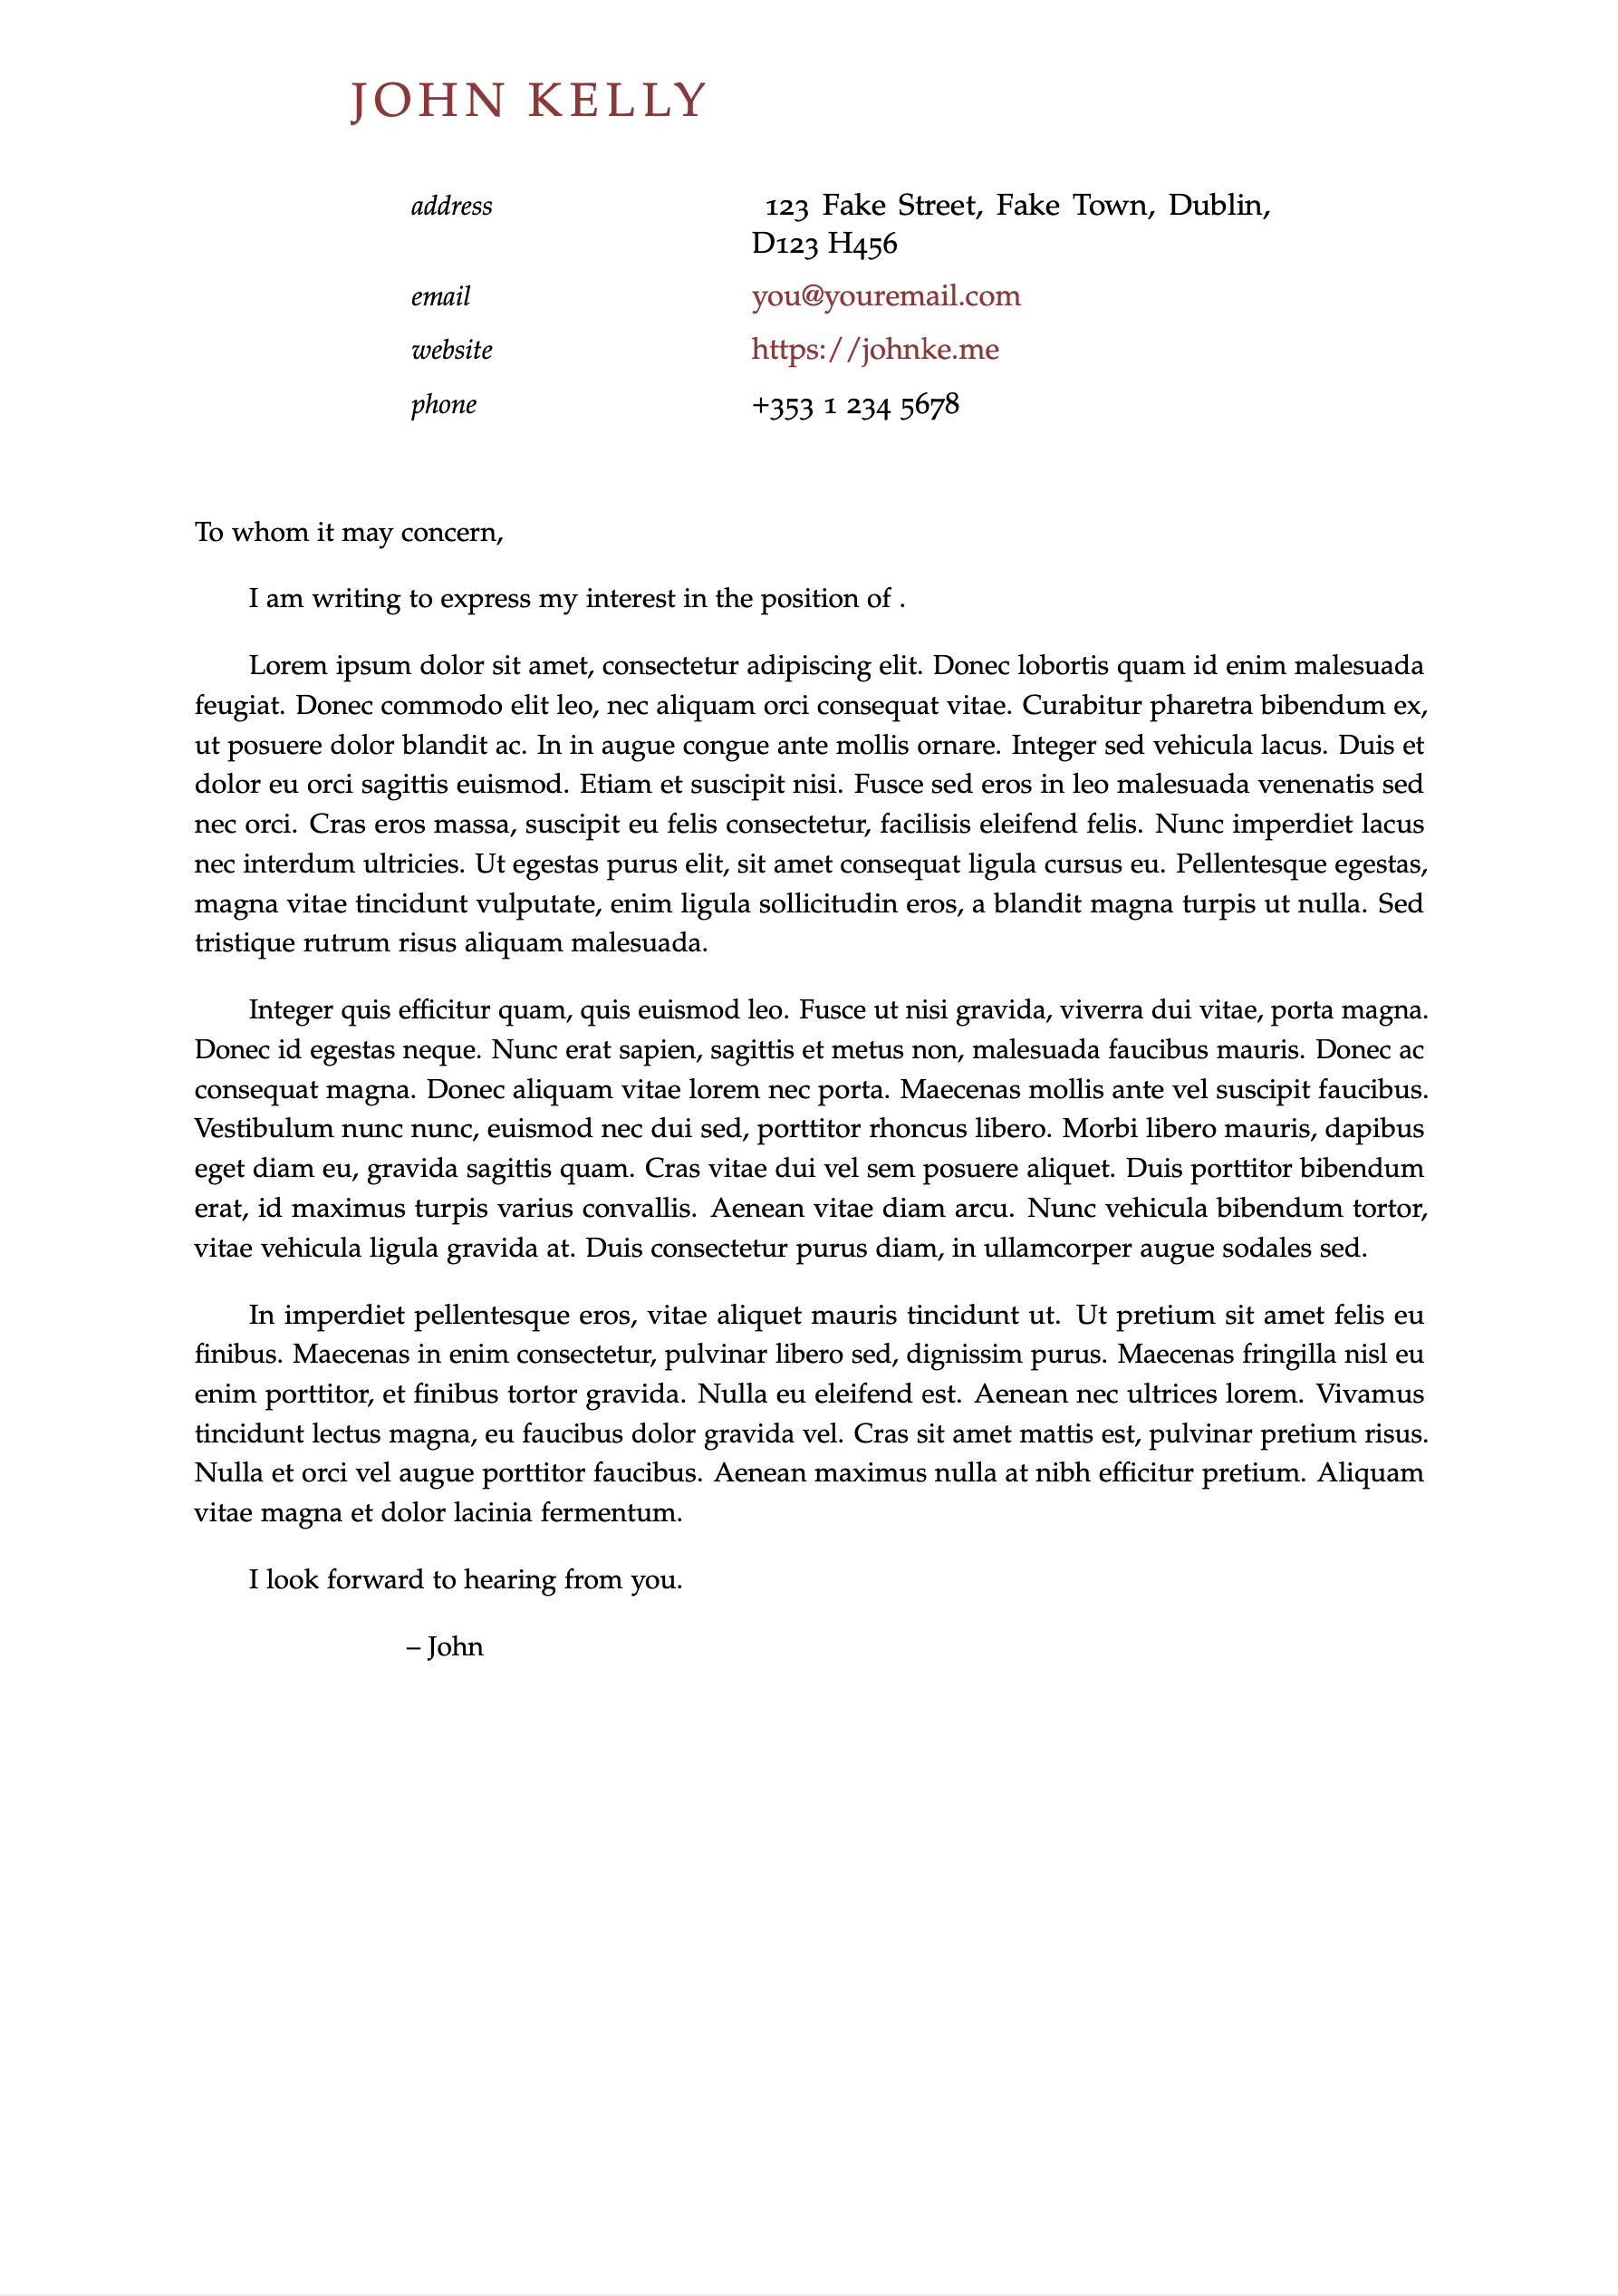 JOHN KELLY
address 123 Fake Street, Fake Town, Dublin,
D123 H456
email you@youremail.com
website https://johnke.me
phone +353 1 234 5678
To whom it may concern,
I am writing to express my interest in the position of .
Lorem ipsum dolor sit amet, consectetur adipiscing elit. Donec lobortis quam id enim malesuada
feugiat. Donec commodo elit leo, nec aliquam orci consequat vitae. Curabitur pharetra bibendum ex,
ut posuere dolor blandit ac. In in augue congue ante mollis ornare. Integer sed vehicula lacus. Duis et
dolor eu orci sagittis euismod. Etiam et suscipit nisi. Fusce sed eros in leo malesuada venenatis sed
nec orci. Cras eros massa, suscipit eu felis consectetur, facilisis eleifend felis. Nunc imperdiet lacus
nec interdum ultricies. Ut egestas purus elit, sit amet consequat ligula cursus eu. Pellentesque egestas,
magna vitae tincidunt vulputate, enim ligula sollicitudin eros, a blandit magna turpis ut nulla. Sed
tristique rutrum risus aliquam malesuada.
Integer quis efficitur quam, quis euismod leo. Fusce ut nisi gravida, viverra dui vitae, porta magna.
Donec id egestas neque. Nunc erat sapien, sagittis et metus non, malesuada faucibus mauris. Donec ac
consequat magna. Donec aliquam vitae lorem nec porta. Maecenas mollis ante vel suscipit faucibus.
Vestibulum nunc nunc, euismod nec dui sed, porttitor rhoncus libero. Morbi libero mauris, dapibus
eget diam eu, gravida sagittis quam. Cras vitae dui vel sem posuere aliquet. Duis porttitor bibendum
erat, id maximus turpis varius convallis. Aenean vitae diam arcu. Nunc vehicula bibendum tortor,
vitae vehicula ligula gravida at. Duis consectetur purus diam, in ullamcorper augue sodales sed.
In imperdiet pellentesque eros, vitae aliquet mauris tincidunt ut. Ut pretium sit amet felis eu
finibus. Maecenas in enim consectetur, pulvinar libero sed, dignissim purus. Maecenas fringilla nisl eu
enim porttitor, et finibus tortor gravida. Nulla eu eleifend est. Aenean nec ultrices lorem. Vivamus
tincidunt lectus magna, eu faucibus dolor gravida vel. Cras sit amet mattis est, pulvinar pretium risus.
Nulla et orci vel augue porttitor faucibus. Aenean maximus nulla at nibh efficitur pretium. Aliquam
vitae magna et dolor lacinia fermentum.
I look forward to hearing from you.
– John